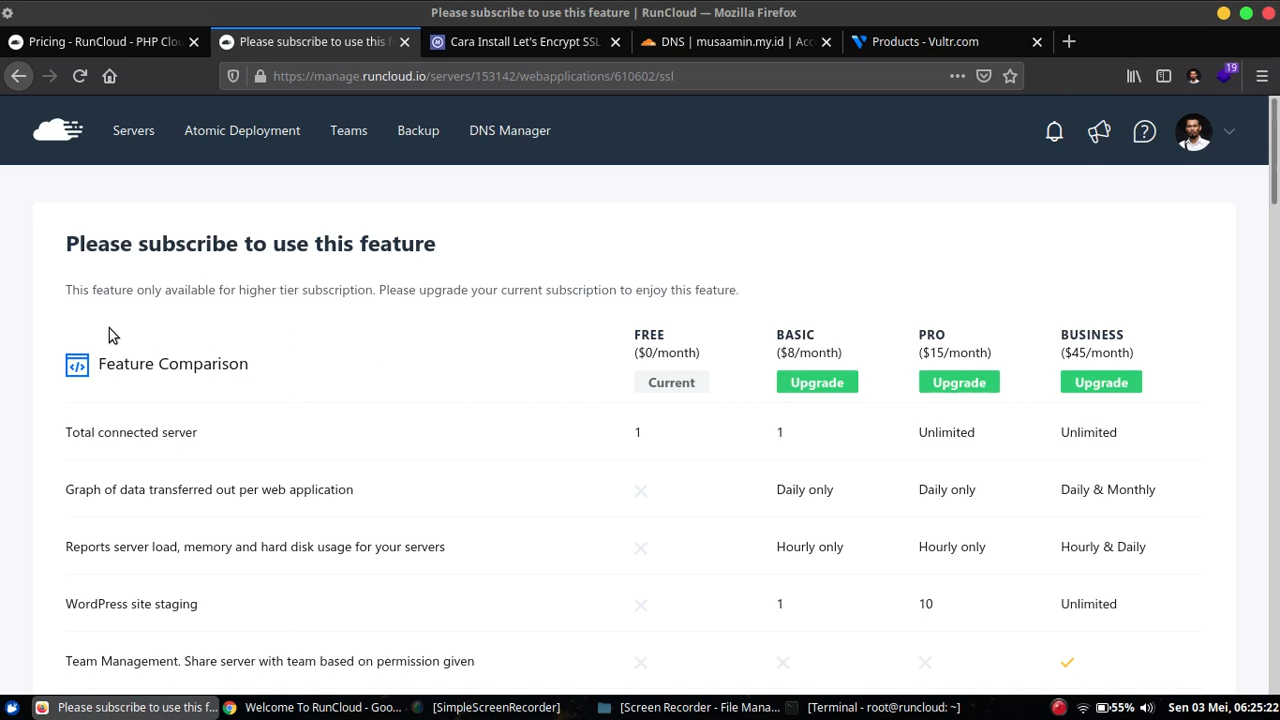 Please subscribe to use this feature | RunCloud — Mozilla Firefox
Pricing - RunCloud - PHP Clou
Please subscribe to use this f
Cara Install Let's Encrypt SSL
DNS | musaamin.my.id | Acc
Products - Vultr.com
https://manage.runcloud.io/servers/153142/webapplications/610602/ssl
19
Servers
Atomic Deployment
Teams
Backup
DNS Manager
Please subscribe to use this feature
This feature only available for higher tier subscription. Please upgrade your current subscription to enjoy this feature.
Feature Comparison
FREE BASIC PRO BUSINESS
($0/month) ($8/month) ($15/month) ($45/month)
Current Upgrade Upgrade Upgrade
Total connected server 1 1 Unlimited Unlimited
Graph of data transferred out per web application Daily only Daily only Daily & Monthly
Reports server load, memory and hard disk usage for your servers Hourly only Hourly only Hourly & Daily
WordPress site staging 1 10 Unlimited
Team Management. Share server with team based on permission given
Please subscribe to use this f...
Welcome To RunCloud - Goo...
[SimpleScreenRecorder]
[Screen Recorder - File Mana...
[Terminal - root@runcloud: ~]
55%
Sen 03 Mei, 06:25:22